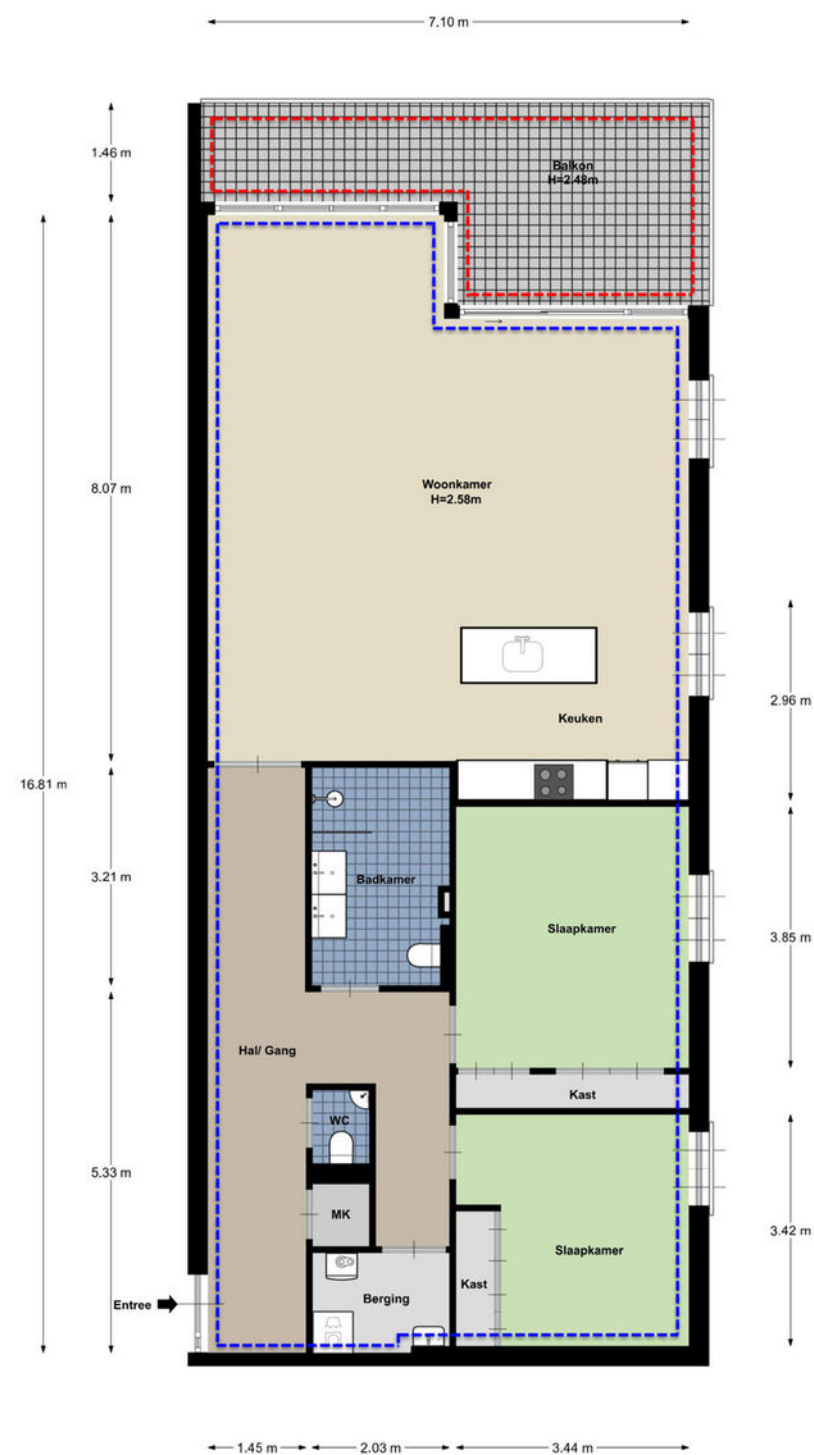 7.10 m
1.46 m
Balkon
H=2.48m
8.07 m
Woonkamer
H=2.58m
2.96 m
Keuken
16.81 m
3.21 m
Badkamer
Slaapkamer
3.85 m
Hal/ Gang
Kast
WC
5.33 m
MK
3.42 m
Slaapkamer
Kast
Berging
Entree
1.45 m
2.03 m
3.44 m